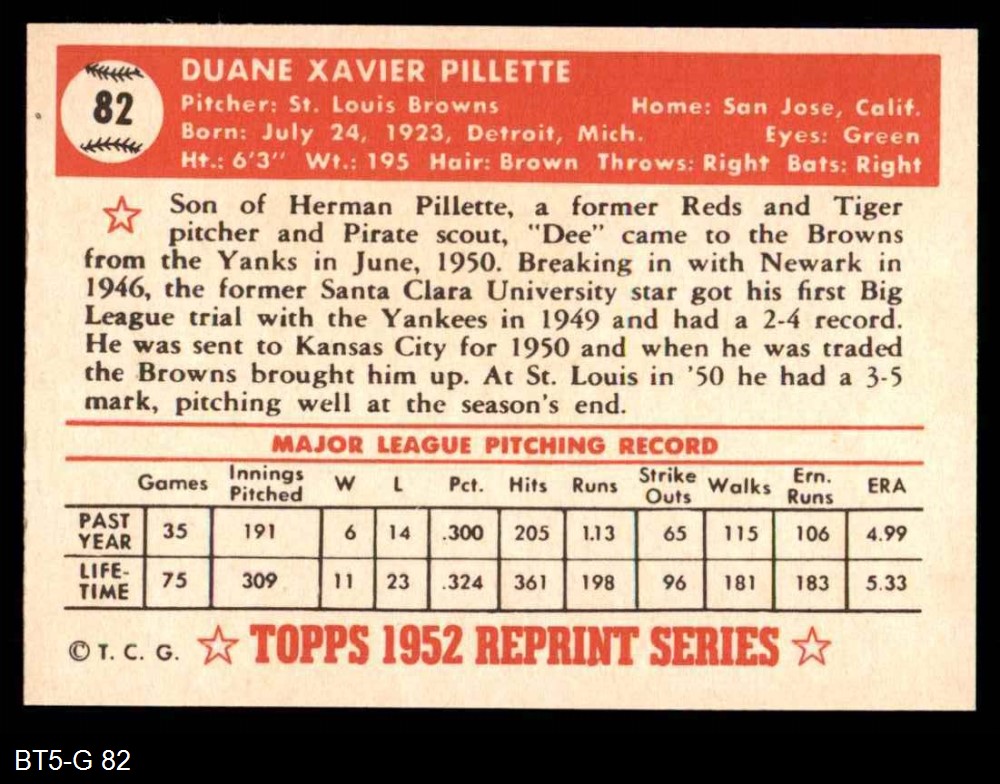 82
DUANE XAVIER PILLETTE
Pitcher: St. Louis Browns Home: San Jose, Calif.
Born: July 24, 1923, Detroit, Mich. Eyes: Green
Ht.: 6'3" Wt.: 195 Hair: Brown Throws: Right Bats: Right
Son of Herman Pillette, a former Reds and Tiger
pitcher and Pirate scout, "Dee" came to the Browns
from the Yanks in June, 1950. Breaking in with Newark in
1946, the former Santa Clara University star got his first Big
League trial with the Yankees in 1949 and had a 2-4 record.
He was sent to Kansas City for 1950 and when he was traded
the Browns brought him up. At St. Louis in '50 he had a 3-5
mark, pitching well at the season's end.
MAJOR LEAGUE PITCHING RECORD
Games Innings Pitched W L Pct. Hits Runs Strike Outs Walks Ern. Runs ERA
PAST YEAR 35 191 6 14 .300 205 1.13 65 115 106 4.99
LIFE-TIME 75 309 11 23 .324 361 198 96 181 183 5.33
© T. C. G. TOPPS 1952 REPRINT SERIES
BT5-G 82